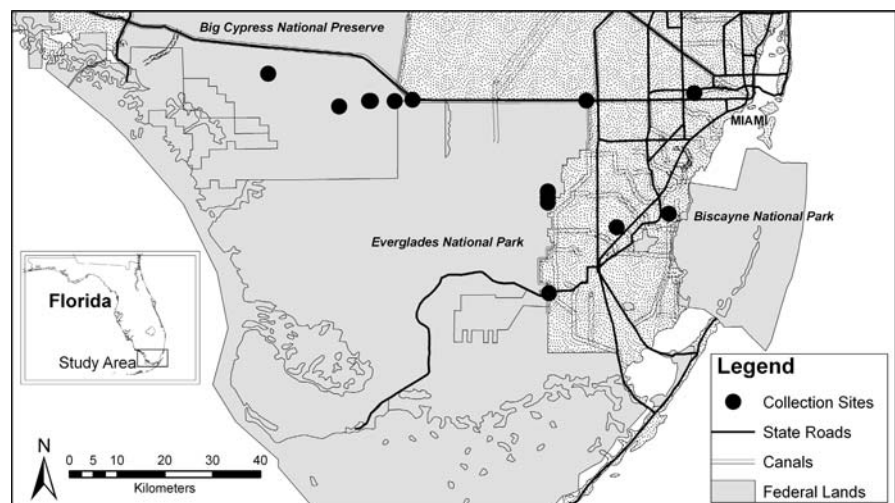 Big Cypress National Preserve
MIAMI
Biscayne National Park
Everglades National Park
Florida
Study Area
N
0 5 10 20 30 40
Kilometers
Legend
Collection Sites
State Roads
Canals
Federal Lands